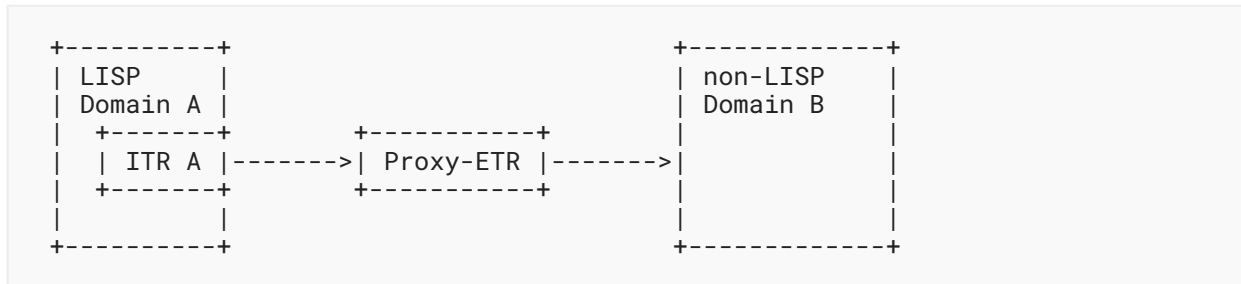 LISP non-LISP
Domain A Domain B
ITR A Proxy-ETR